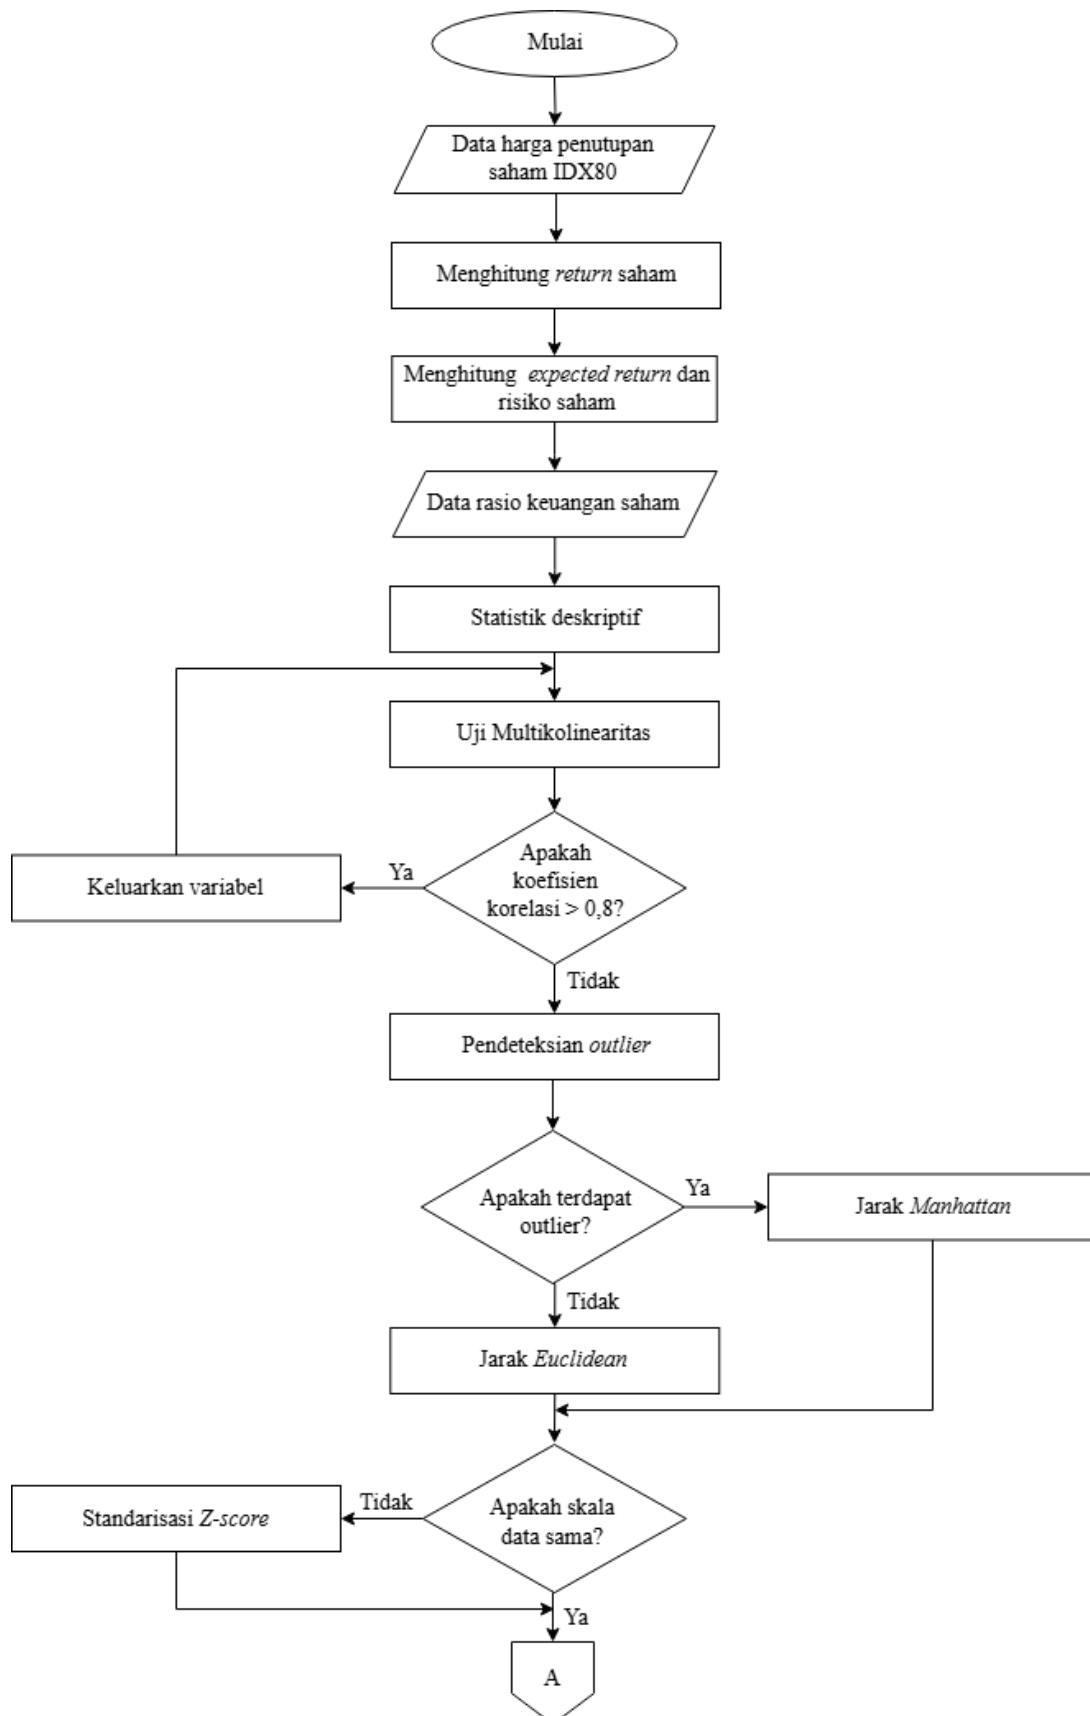 Mulai
Data harga penutupan
saham IDX80
Menghitung return saham
Menghitung expected return dan
risiko saham
Data rasio keuangan saham
Statistik deskriptif
Uji Multikolinearitas
Apakah
koefisien
korelasi > 0,8?
Ya
Keluarkan variabel
Tidak
Pendeteksian outlier
Apakah terdapat
outlier?
Ya
Jarak Manhattan
Tidak
Jarak Euclidean
Apakah skala
data sama?
Tidak
Standarisasi Z-score
Ya
A